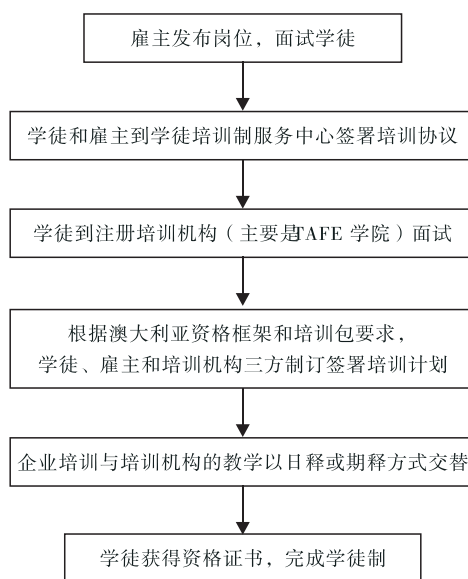 雇主发布岗位，面试学徒
学徒和雇主到学徒培训制服务中心签署培训协议
学徒到注册培训机构（主要是TAFE 学院）面试
根据澳大利亚资格框架和培训包要求，
学徒、雇主和培训机构三方制订签署培训计划
企业培训与培训机构的教学以日释或期释方式交替
学徒获得资格证书，完成学徒制